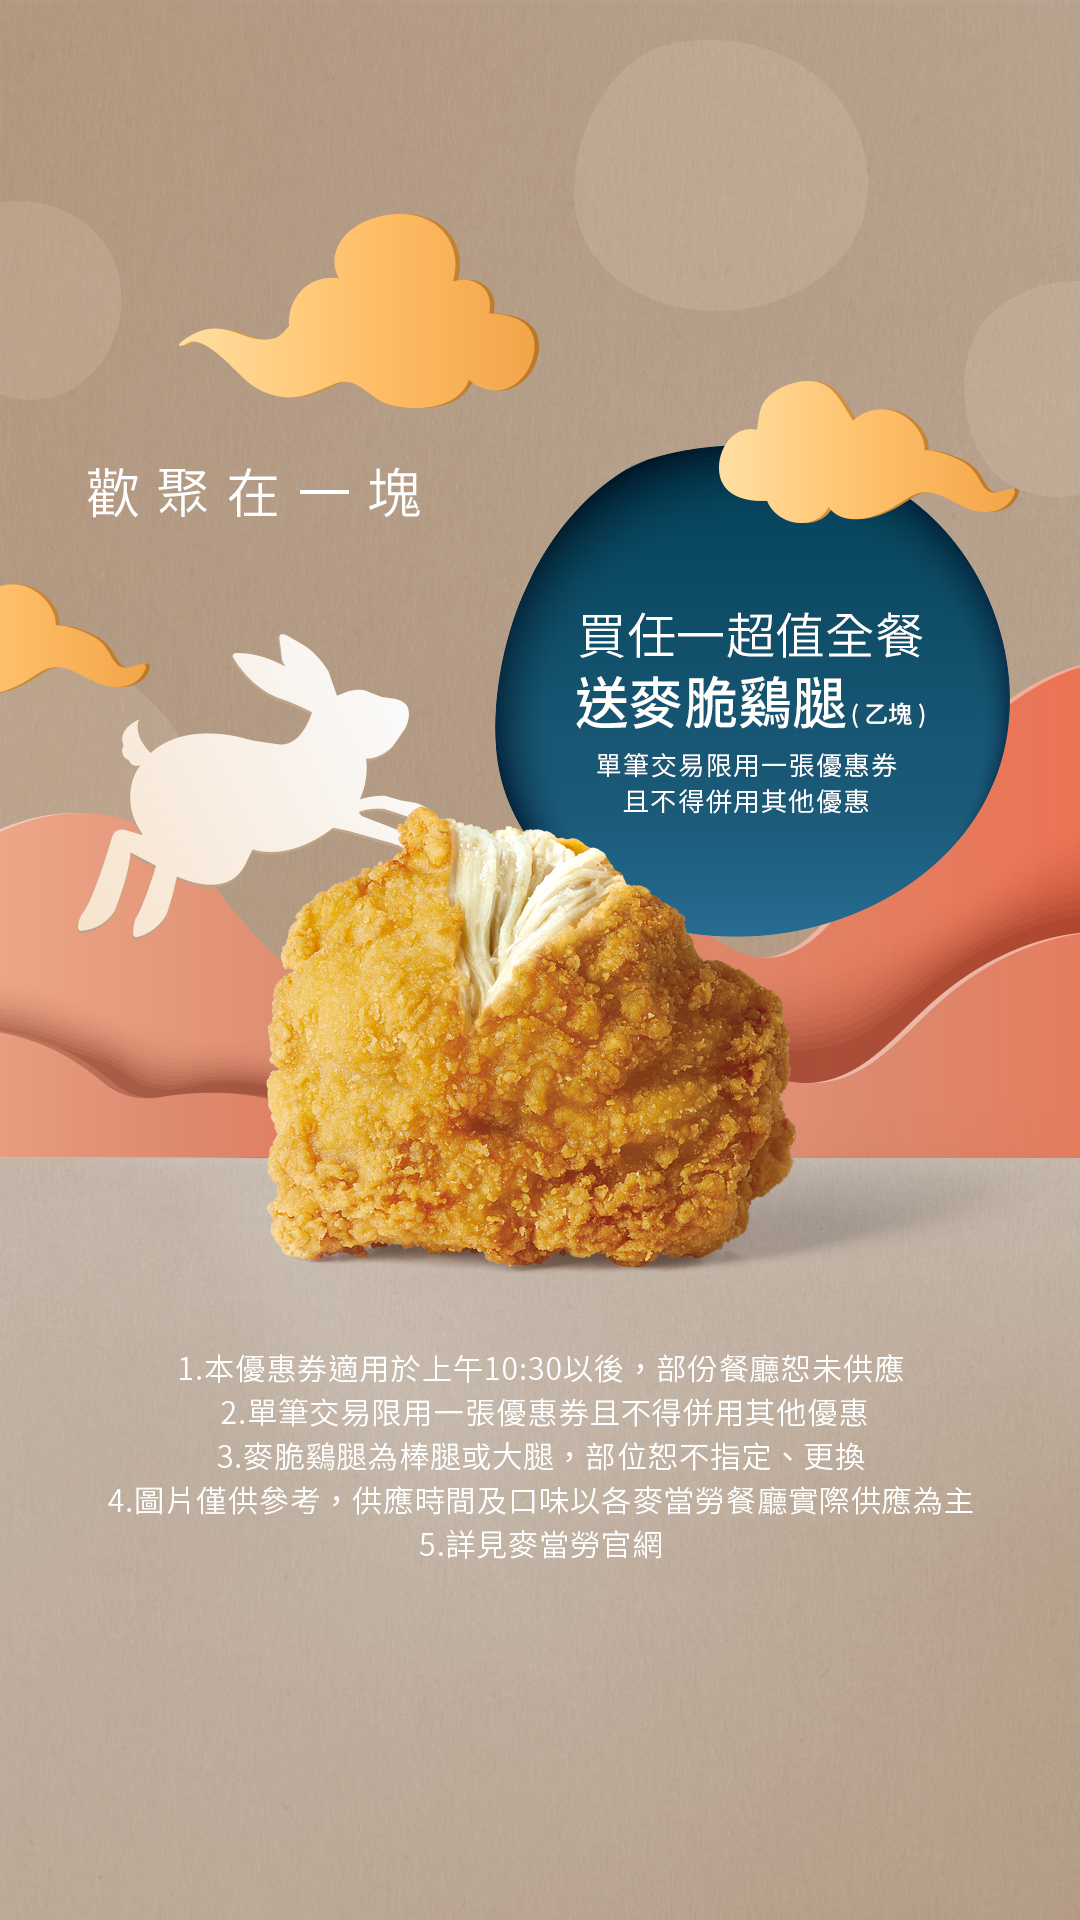 歡聚在一塊
買任一超值全餐
送麥脆鷄腿(乙塊)
單筆交易限用一張優惠券
且不得併用其他優惠
1.本優惠券適用於上午10:30以後，部份餐廳恕未供應
2.單筆交易限用一張優惠券且不得併用其他優惠
3.麥脆鷄腿為棒腿或大腿，部位恕不指定、更換
4.圖片僅供參考，供應時間及口味以各麥當勞餐廳實際供應為主
5.詳見麥當勞官網